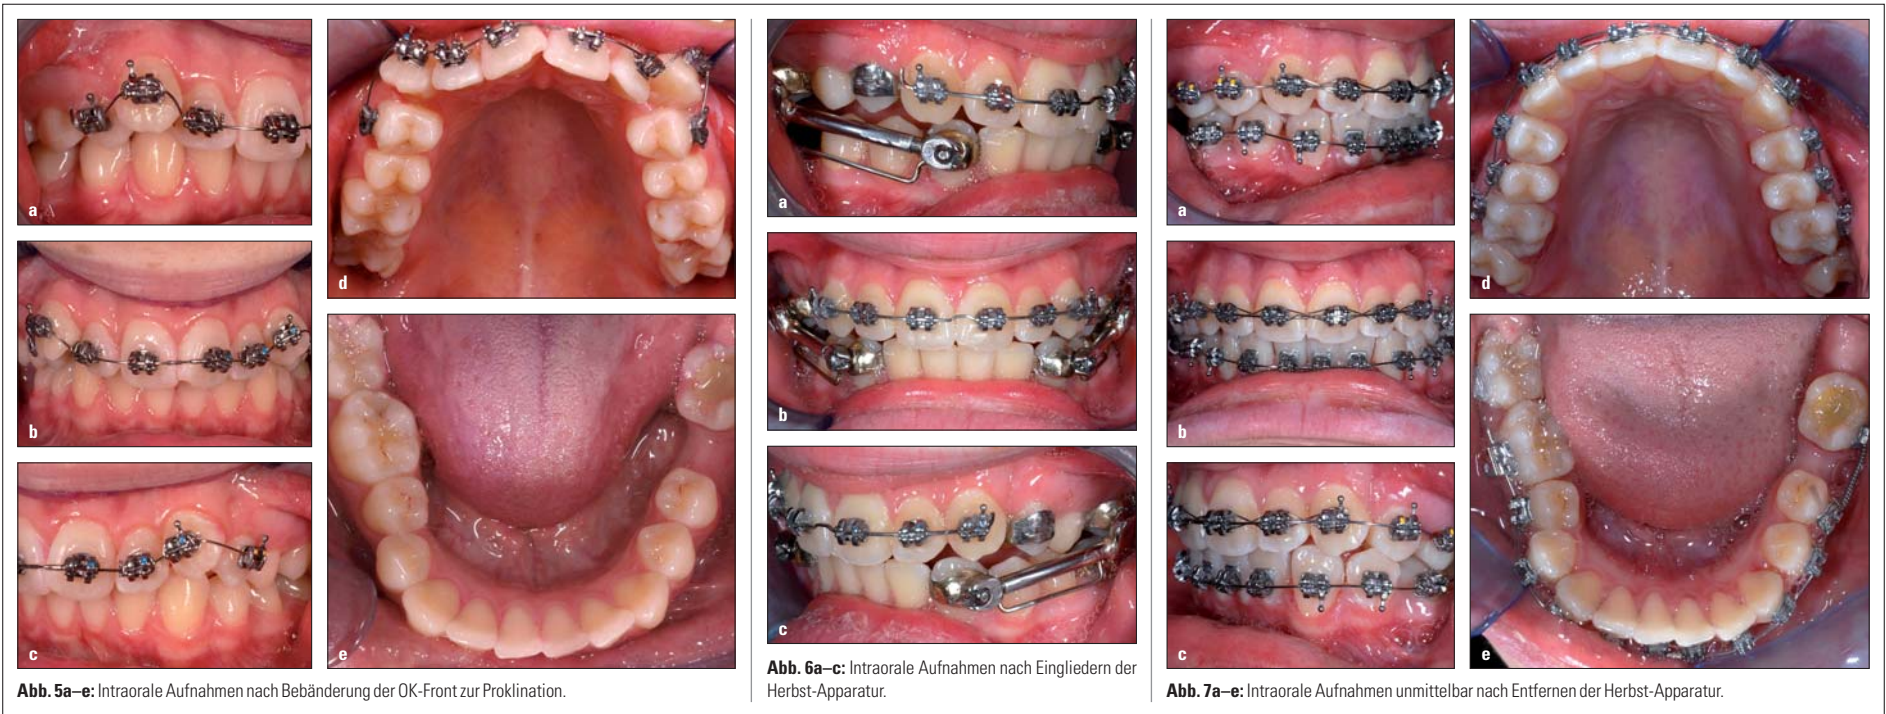 a
b
c
d
e
Abb. 5a–e: Intraorale Aufnahmen nach Bebänderung der OK-Front zur Proklination.
a
b
c
Abb. 6a–c: Intraorale Aufnahmen nach Eingliedern der
Herbst-Apparatur.
a
b
c
d
e
Abb. 7a–e: Intraorale Aufnahmen unmittelbar nach Entfernen der Herbst-Apparatur.